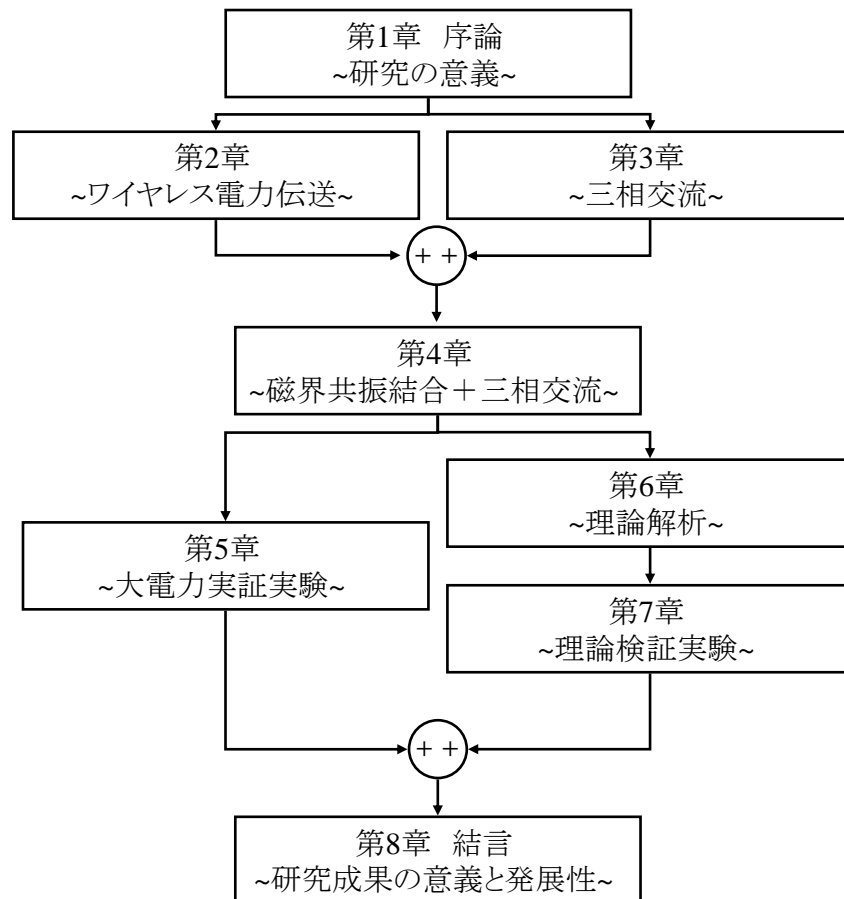 第1章 序論
~研究の意義~
第2章
~ワイヤレス電力伝送~
第3章
~三相交流~
+ +
第4章
~磁界共振結合＋三相交流~
第6章
~理論解析~
第5章
~大電力実証実験~
第7章
~理論検証実験~
+ +
第8章 結言
~研究成果の意義と発展性~